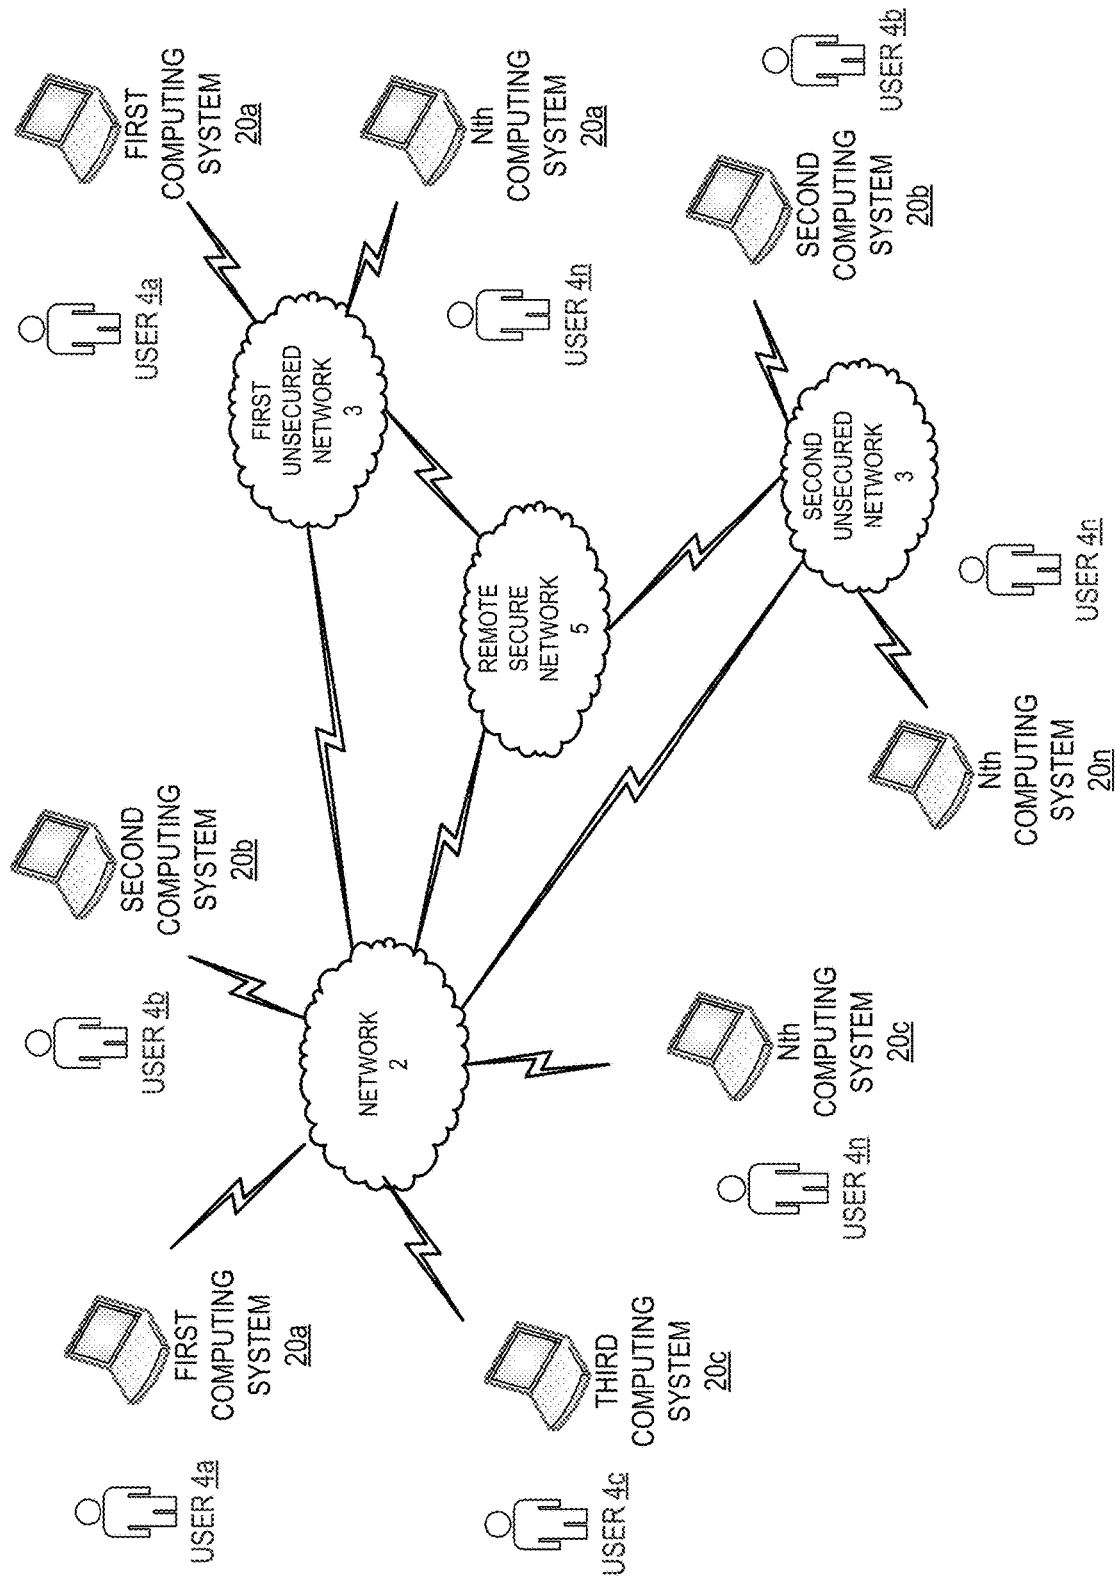 USER 4a
FIRST
COMPUTING
SYSTEM
20a
USER 4b
SECOND
COMPUTING
SYSTEM
20b
USER 4a
FIRST
COMPUTING
SYSTEM
20a
USER 4c
THIRD
COMPUTING
SYSTEM
20c
NETWORK
2
USER 4n
Nth
COMPUTING
SYSTEM
20c
FIRST
UNSECURED
NETWORK
3
REMOTE
SECURE
NETWORK
5
USER 4n
Nth
COMPUTING
SYSTEM
20a
SECOND
UNSECURED
NETWORK
3
SECOND
COMPUTING
SYSTEM
20b
USER 4b
Nth
COMPUTING
SYSTEM
20n
USER 4n